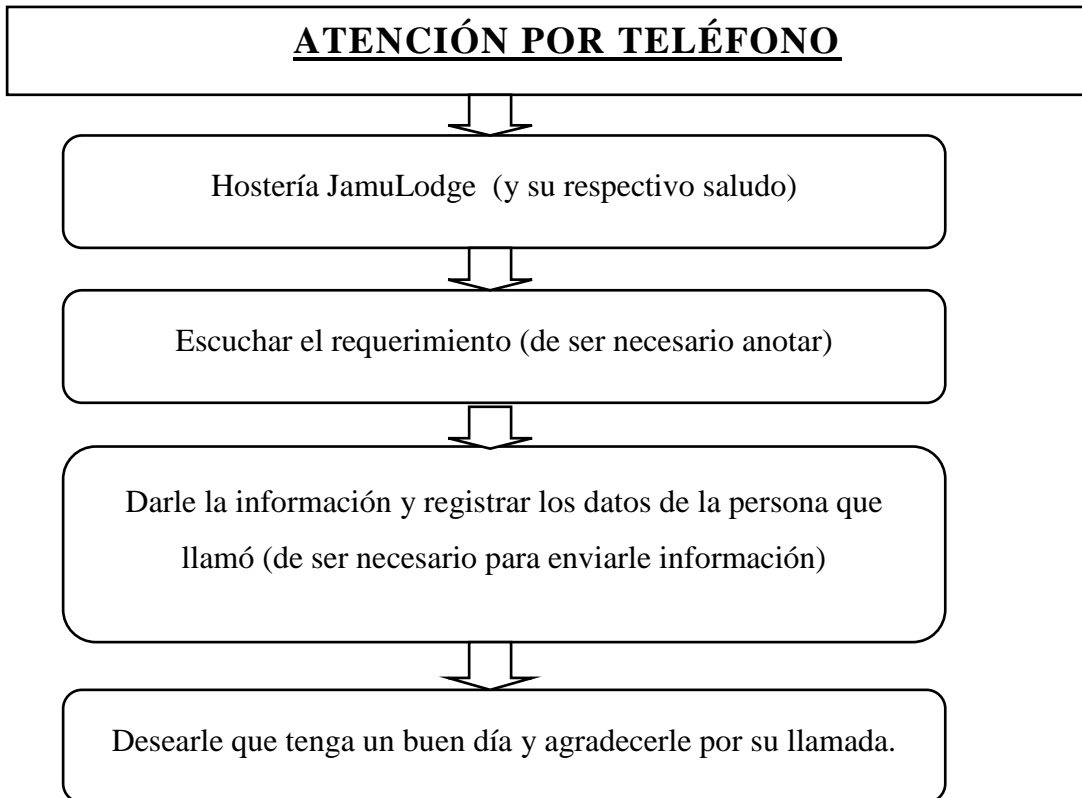 ATENCIÓN POR TELÉFONO
Hostería JamuLodge (y su respectivo saludo)
Escuchar el requerimiento (de ser necesario anotar)
Darle la información y registrar los datos de la persona que
llamó (de ser necesario para enviarle información)
Desearle que tenga un buen día y agradecerle por su llamada.